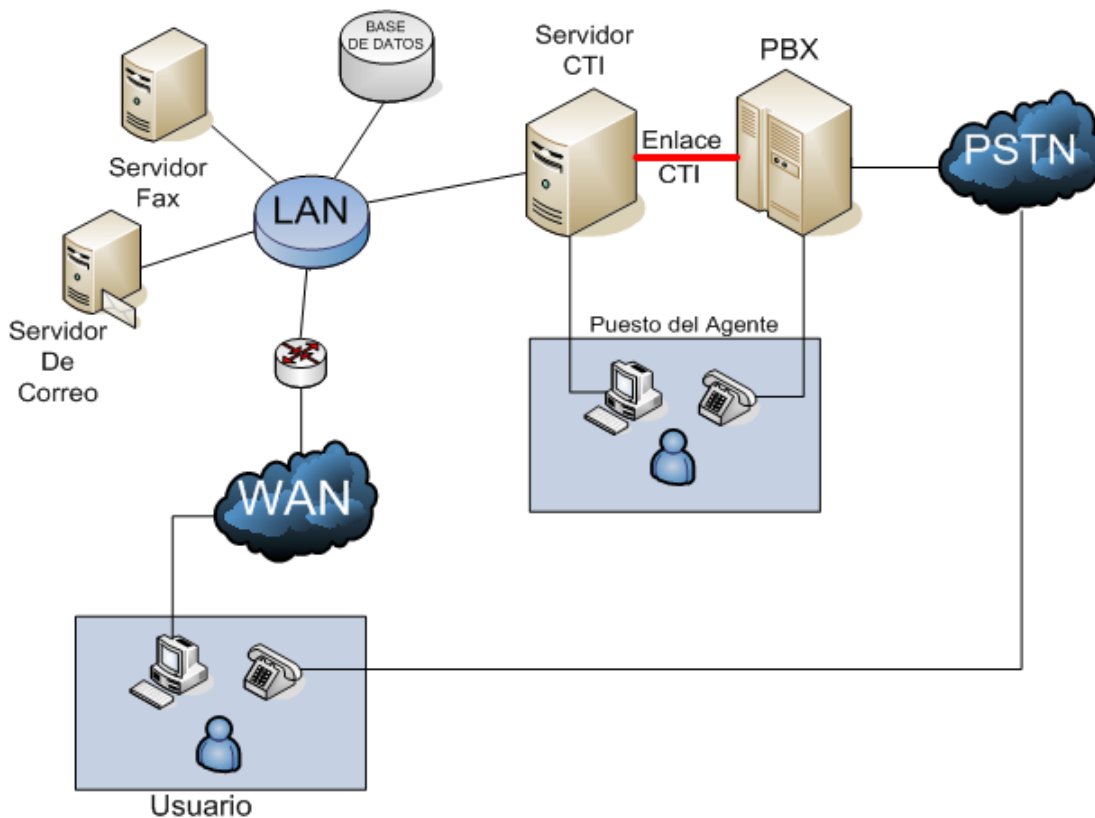 BASE
DE DATOS
Servidor
CTI
PBX
Servidor
Fax
LAN
Enlace
CTI
PSTN
Servidor
De
Correo
Puesto del Agente
WAN
Usuario